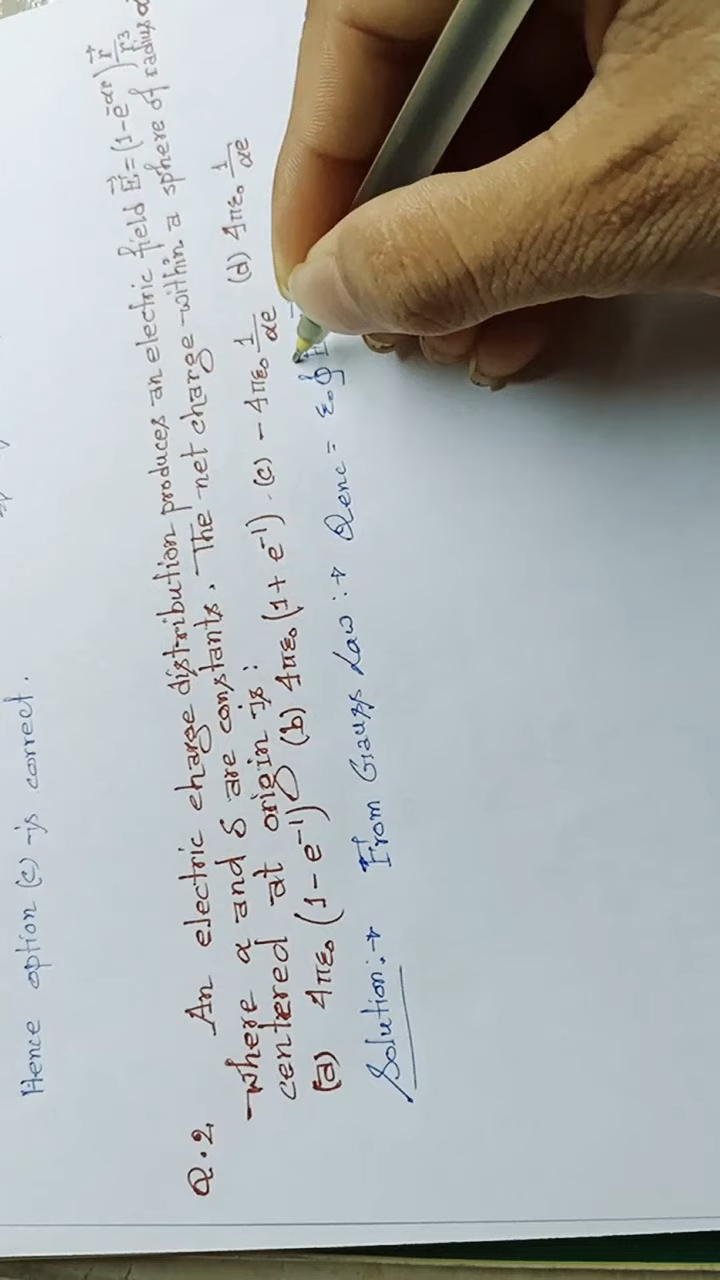 Hence option (c) is correct.
Q.2 An electric charge distribution produces an electric field E⃗ = (1-e^-αr) r⃗/r³
where α and δ are constants. The net charge within a sphere of radius
centered at origin is:
(a) 4πε₀(1-e⁻¹) (b) 4πε₀(1+e⁻¹) (c) -4πε₀ 1/αe (d) 4πε₀ 1/αe
Solution:→ From Gauss Law:→ Qenc = ε₀∮